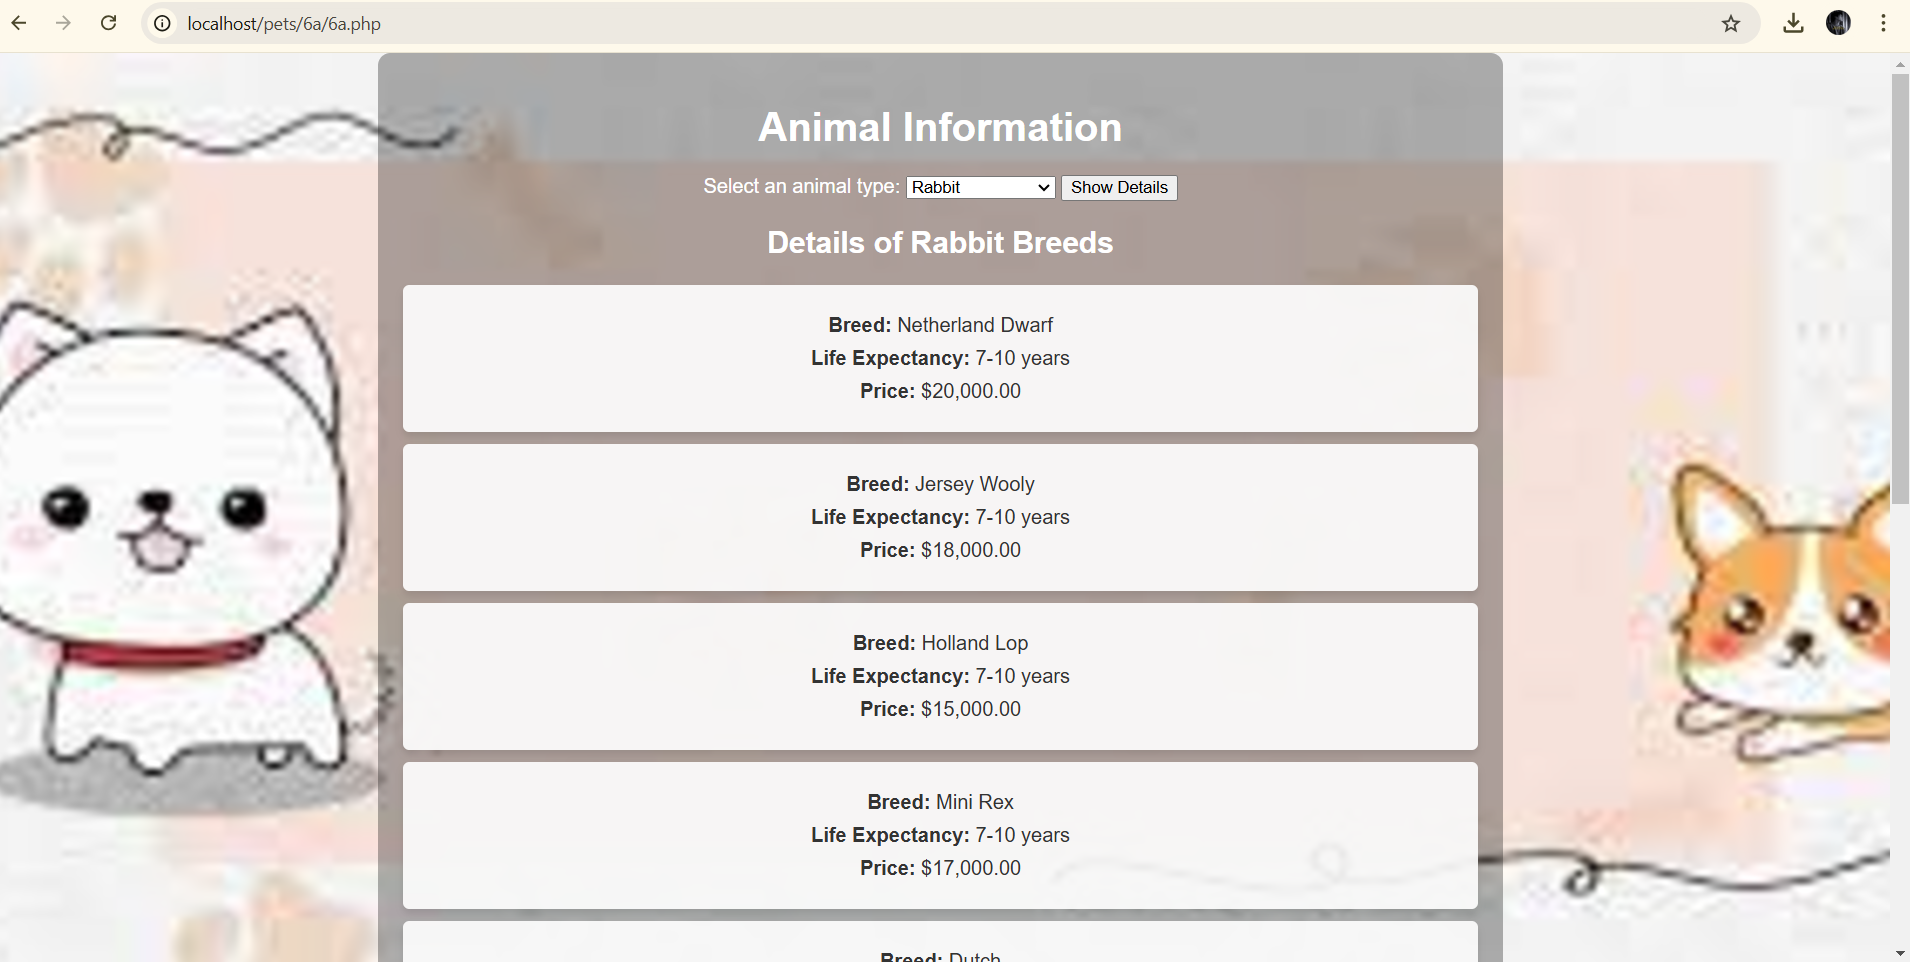 localhost/pets/6a/6a.php
Animal Information
Select an animal type: Rabbit Show Details
Details of Rabbit Breeds
Breed: Netherland Dwarf
Life Expectancy: 7-10 years
Price: $20,000.00
Breed: Jersey Wooly
Life Expectancy: 7-10 years
Price: $18,000.00
Breed: Holland Lop
Life Expectancy: 7-10 years
Price: $15,000.00
Breed: Mini Rex
Life Expectancy: 7-10 years
Price: $17,000.00
Breed: Dutch